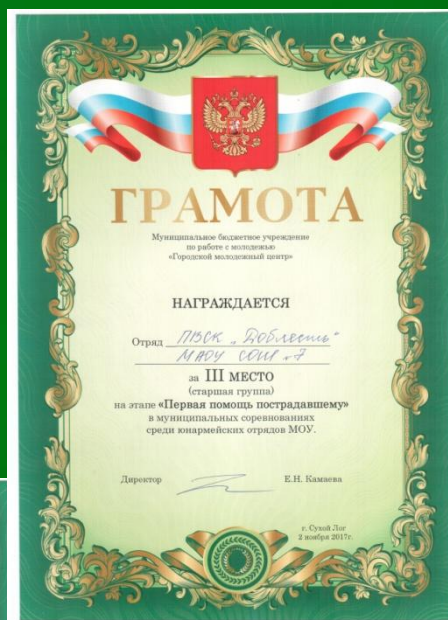 ГРАМОТА
Муниципальное бюджетное учреждение
по работе с молодежью
«Городской молодежный центр»
НАГРАЖДАЕТСЯ
Отряд ПВСК „Доблесть"
МАОУ СОШ №7
за III МЕСТО
(старшая группа)
на этапе «Первая помощь пострадавшему»
в муниципальных соревнованиях
среди юнармейских отрядов МОУ.
Директор Е.Н. Камаева
г. Сухой Лог
2 ноября 2017г.